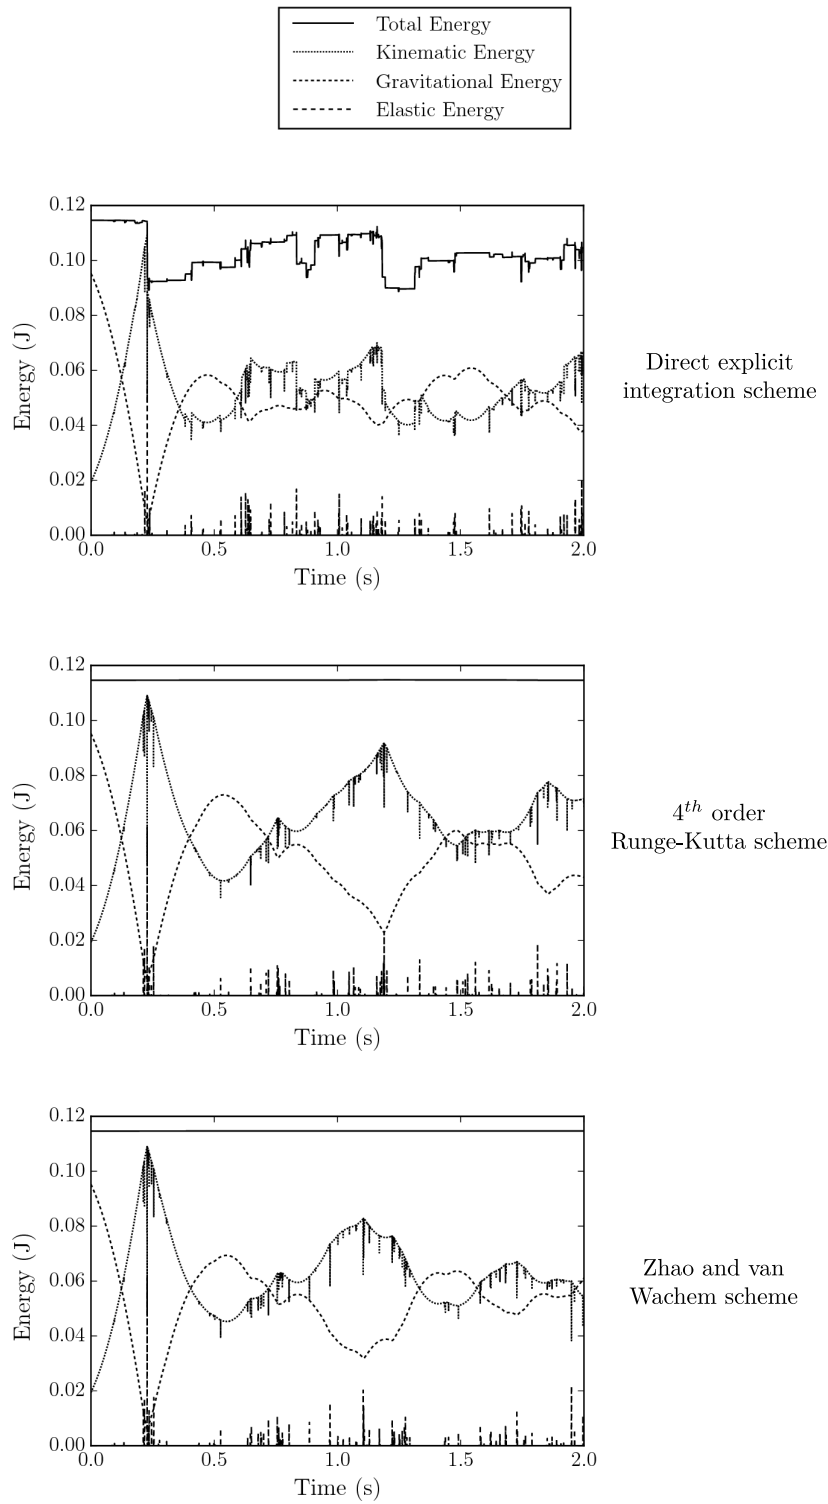 Total Energy
Kinematic Energy
Gravitational Energy
Elastic Energy
0.12
0.10
0.08
0.06
0.04
0.02
0.00
Energy (J)
0.0 0.5 1.0 1.5 2.0
Time (s)
Direct explicit
integration scheme
0.12
0.10
0.08
0.06
0.04
0.02
0.00
Energy (J)
0.0 0.5 1.0 1.5 2.0
Time (s)
4th order
Runge-Kutta scheme
0.12
0.10
0.08
0.06
0.04
0.02
0.00
Energy (J)
0.0 0.5 1.0 1.5 2.0
Time (s)
Zhao and van
Wachem scheme